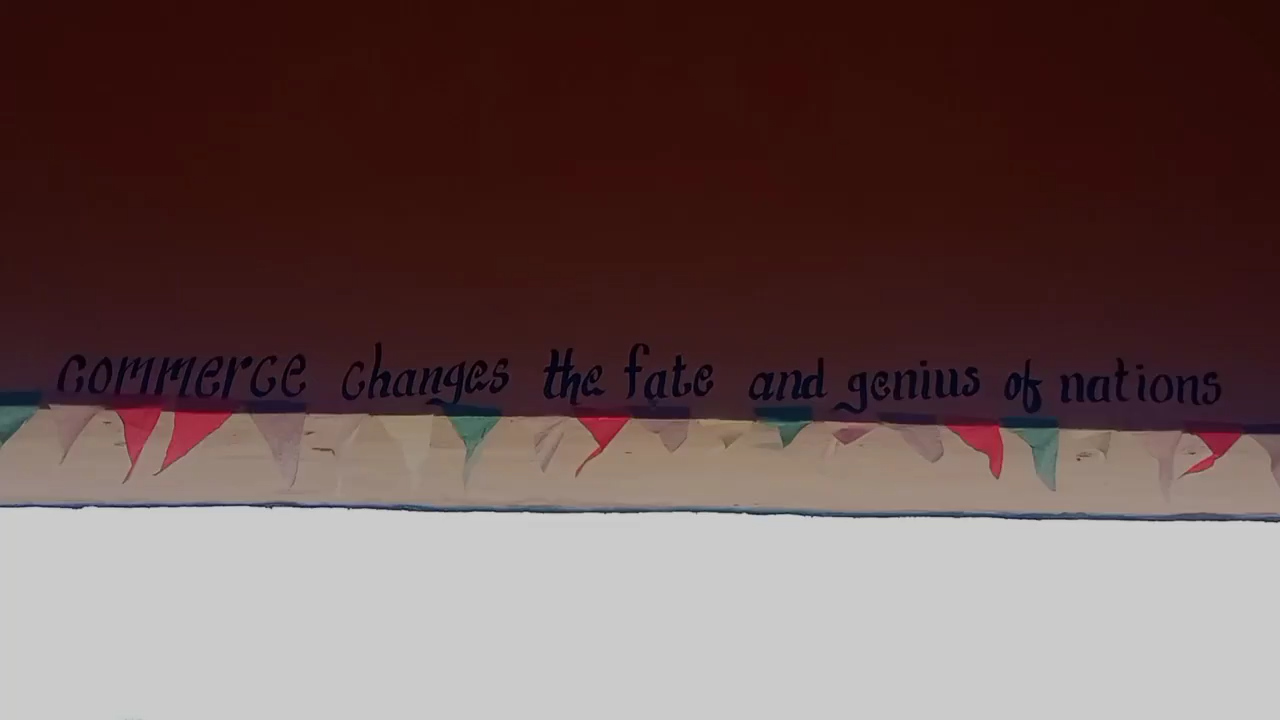 commerce changes the fate and genius of nations